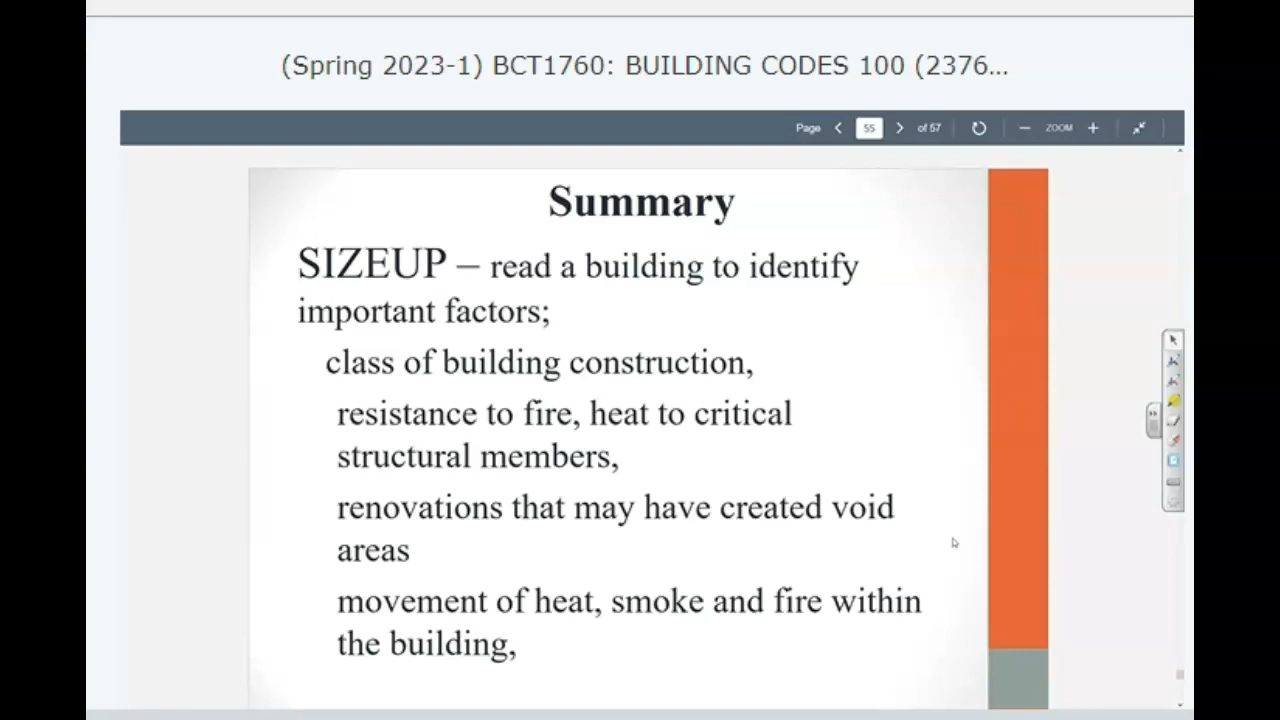 (Spring 2023-1) BCT1760: BUILDING CODES 100 (2376...
Page 55 of 57 ZOOM
Summary
SIZEUP – read a building to identify
important factors;
class of building construction,
resistance to fire, heat to critical
structural members,
renovations that may have created void
areas
movement of heat, smoke and fire within
the building,